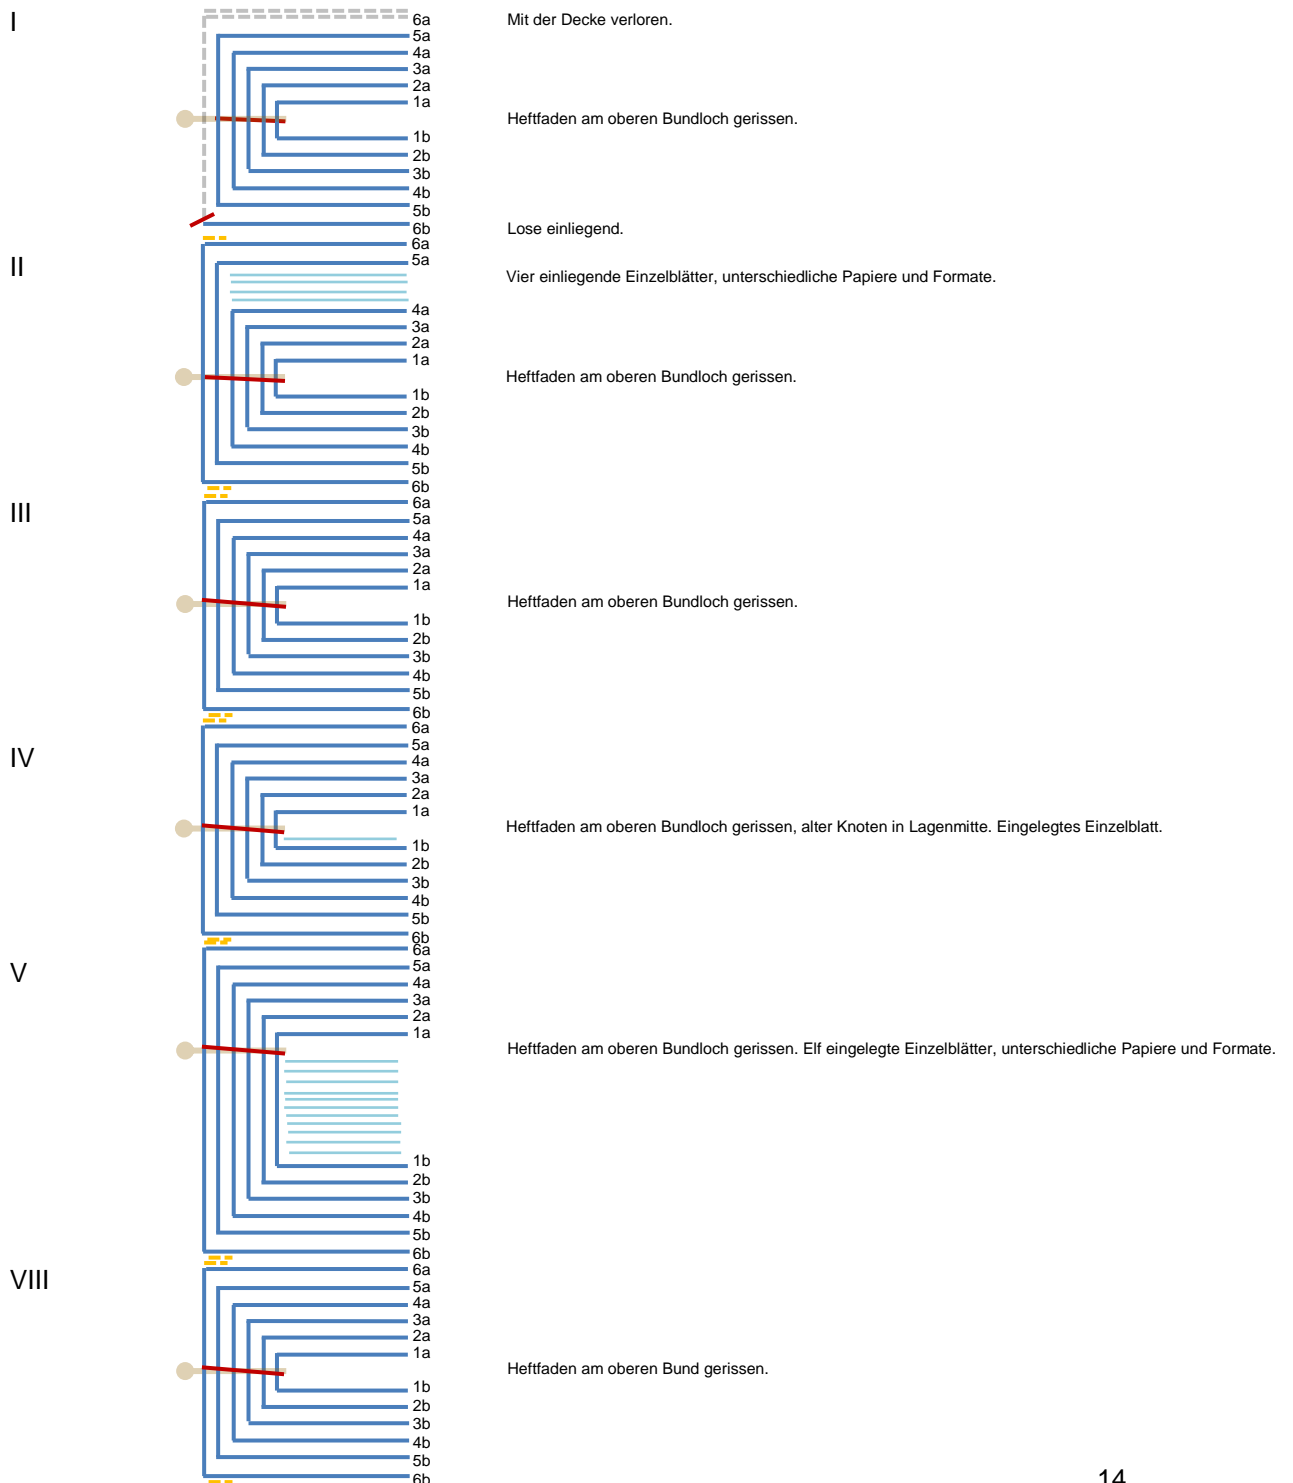 I
6a Mit der Decke verloren.
5a
4a
3a
2a
1a
Heftfaden am oberen Bundloch gerissen.
1b
2b
3b
4b
5b
6b Lose einliegend.
6a
II
5a
Vier einliegende Einzelblätter, unterschiedliche Papiere und Formate.
4a
3a
2a
1a
Heftfaden am oberen Bundloch gerissen.
1b
2b
3b
4b
5b
6b
6a
III
5a
4a
3a
2a
1a
Heftfaden am oberen Bundloch gerissen.
1b
2b
3b
4b
5b
6b
6a
5a
IV
4a
3a
2a
1a
Heftfaden am oberen Bundloch gerissen, alter Knoten in Lagenmitte. Eingelegtes Einzelblatt.
1b
2b
3b
4b
5b
6b
6a
V
5a
4a
3a
2a
1a
Heftfaden am oberen Bundloch gerissen. Elf eingelegte Einzelblätter, unterschiedliche Papiere und Formate.
1b
2b
3b
4b
5b
6b
6a
VIII
5a
4a
3a
2a
1a
Heftfaden am oberen Bund gerissen.
1b
2b
3b
4b
5b
6b
14